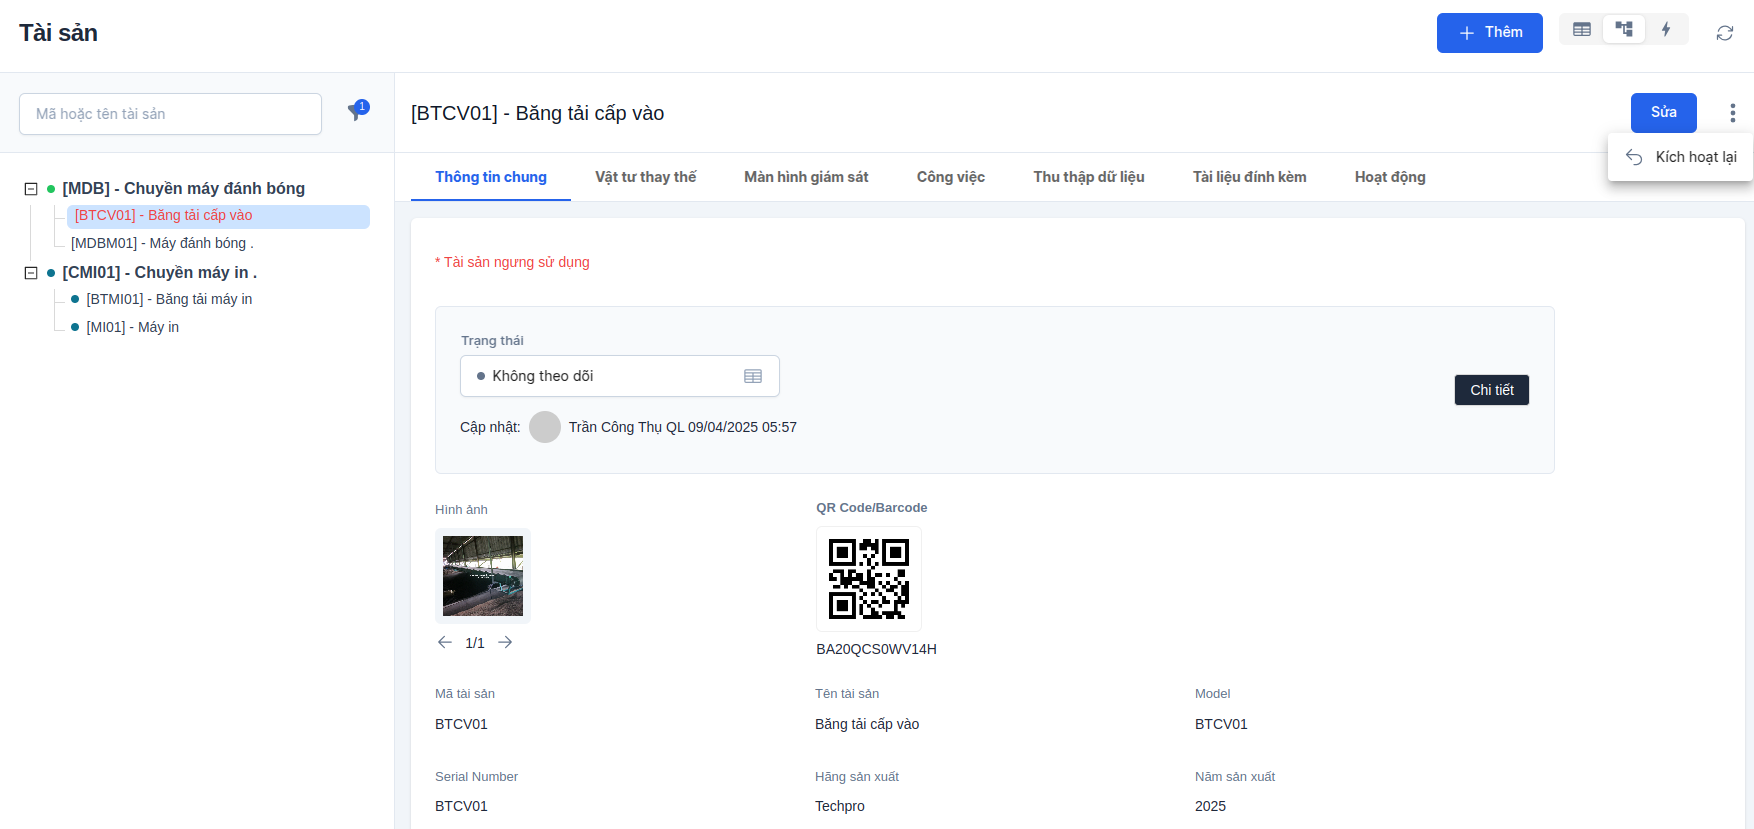 Tài sản
Thêm
Mã hoặc tên tài sản
1
[BTCV01] - Băng tải cấp vào
Sửa
Kích hoạt lại
[MDB] - Chuyền máy đánh bóng
[BTCV01] - Băng tải cấp vào
[MDBM01] - Máy đánh bóng .
[CMI01] - Chuyền máy in .
[BTMI01] - Băng tải máy in
[MI01] - Máy in
Thông tin chung
Vật tư thay thế
Màn hình giám sát
Công việc
Thu thập dữ liệu
Tài liệu đính kèm
Hoạt động
* Tài sản ngưng sử dụng
Trạng thái
Không theo dõi
Chi tiết
Cập nhật: Trần Công Thụ QL 09/04/2025 05:57
Hình ảnh
QR Code/Barcode
1/1
BA20QCS0WV14H
Mã tài sản
Tên tài sản
Model
BTCV01
Băng tải cấp vào
BTCV01
Serial Number
Hãng sản xuất
Năm sản xuất
BTCV01
Techpro
2025